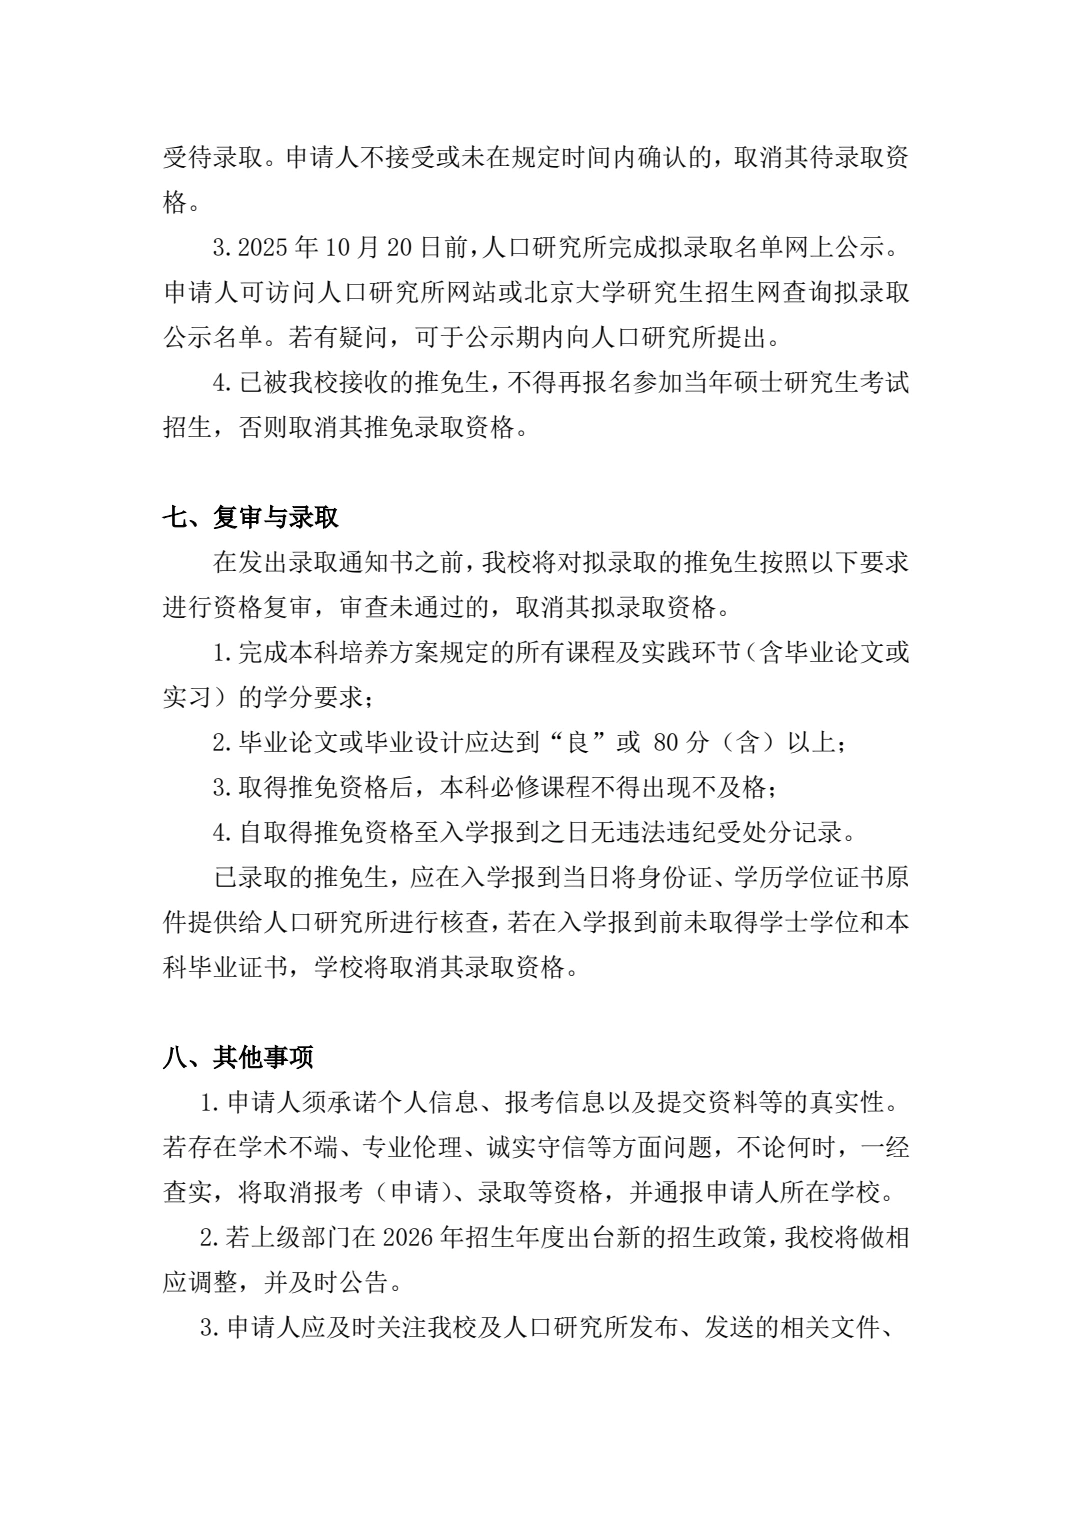 受待录取。申请人不接受或未在规定时间内确认的，取消其待录取资
格。
3.2025 年 10 月 20 日前，人口研究所完成拟录取名单网上公示。
申请人可访问人口研究所网站或北京大学研究生招生网查询拟录取
公示名单。若有疑问，可于公示期内向人口研究所提出。
4.已被我校接收的推免生，不得再报名参加当年硕士研究生考试
招生，否则取消其推免录取资格。
七、复审与录取
在发出录取通知书之前，我校将对拟录取的推免生按照以下要求
进行资格复审，审查未通过的，取消其拟录取资格。
1.完成本科培养方案规定的所有课程及实践环节（含毕业论文或
实习）的学分要求；
2.毕业论文或毕业设计应达到“良”或 80 分（含）以上；
3.取得推免资格后，本科必修课程不得出现不及格；
4.自取得推免资格至入学报到之日无违法违纪受处分记录。
已录取的推免生，应在入学报到当日将身份证、学历学位证书原
件提供给人口研究所进行核查，若在入学报到前未取得学士学位和本
科毕业证书，学校将取消其录取资格。
八、其他事项
1.申请人须承诺个人信息、报考信息以及提交资料等的真实性。
若存在学术不端、专业伦理、诚实守信等方面问题，不论何时，一经
查实，将取消报考（申请）、录取等资格，并通报申请人所在学校。
2.若上级部门在 2026 年招生年度出台新的招生政策，我校将做相
应调整，并及时公告。
3.申请人应及时关注我校及人口研究所发布、发送的相关文件、